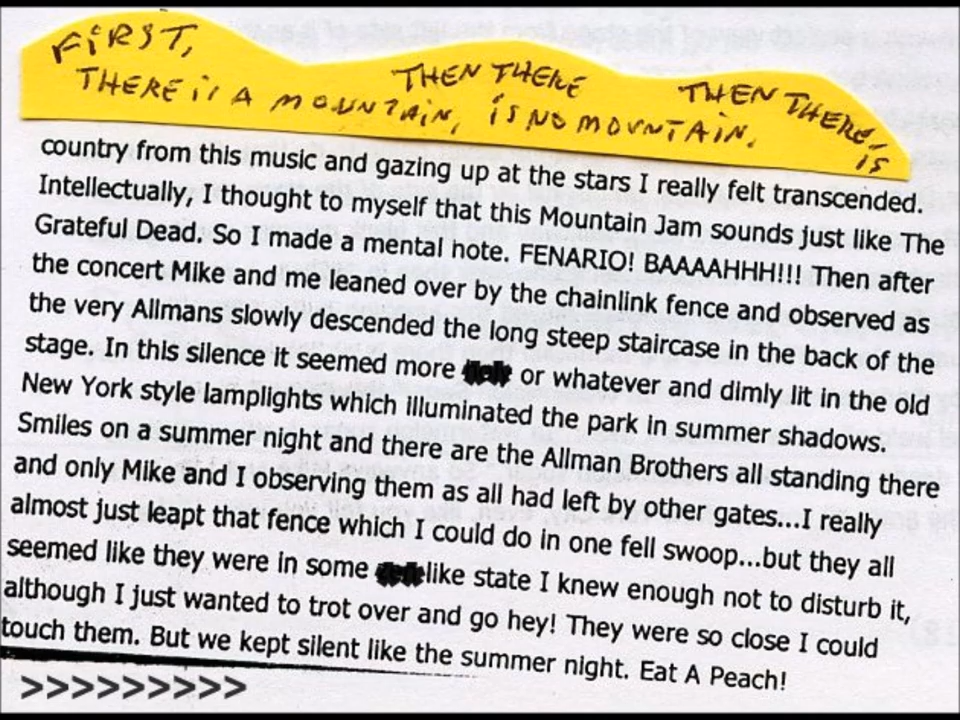 FIRST,
THERE iS A MOUNTAIN,
THEN THERE
iS NO MOUNTAIN.
THEN THERE
iS
country from this music and gazing up at the stars I really felt transcended.
Intellectually, I thought to myself that this Mountain Jam sounds just like The
Grateful Dead. So I made a mental hote. FENARIO! BAAAAHHH!!! Then after
the concert Mike and me leaned over by the chainlink fence and observed as
the very Allmans slowly descended the long steep staircase in the back of the
stage. In this silence it seemed more or whatever and dimly lit in the old
New York style lamplights which illuminated the park in summer shadows.
Smiles on a summer night and there are the Allman Brothers all standing there
and only Mike and I observing them as all had left by other gates...I really
almost just leapt that fence which I could do in one fell swoop...but they all
seemed like they were in some like state I knew enough not to disturb it,
although I just wanted to trot over and go hey! They were so close I could
touch them. But we kept silent like the summer night. Eat A Peach!
>>>>>>>>>